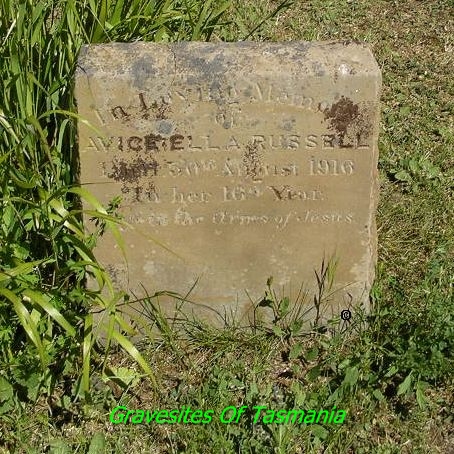 In Loving Memory
OF
AVICE ELLA RUSSELL
Died 30th August 1916
In her 16th Year.
in the Arms of Jesus.
©
Gravesites Of Tasmania